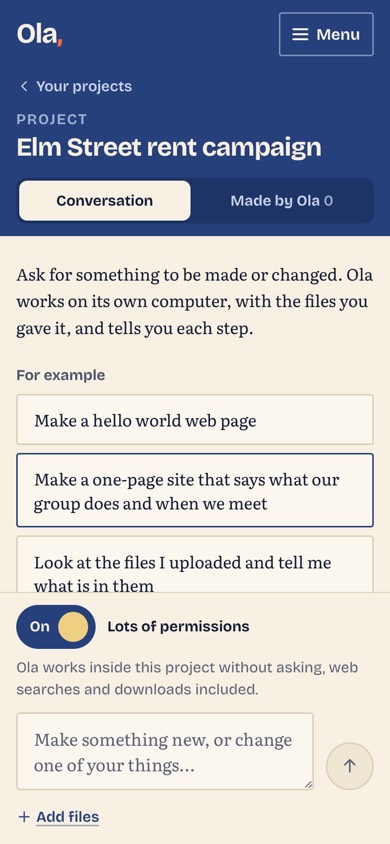 Ola,
Menu
Your projects
PROJECT
Elm Street rent campaign
Conversation
Made by Ola 0
Ask for something to be made or changed. Ola
works on its own computer, with the files you
gave it, and tells you each step.
For example
Make a hello world web page
Make a one-page site that says what our
group does and when we meet
Look at the files I uploaded and tell me
what is in them
On
Lots of permissions
Ola works inside this project without asking, web
searches and downloads included.
Make something new, or change
one of your things...
+ Add files